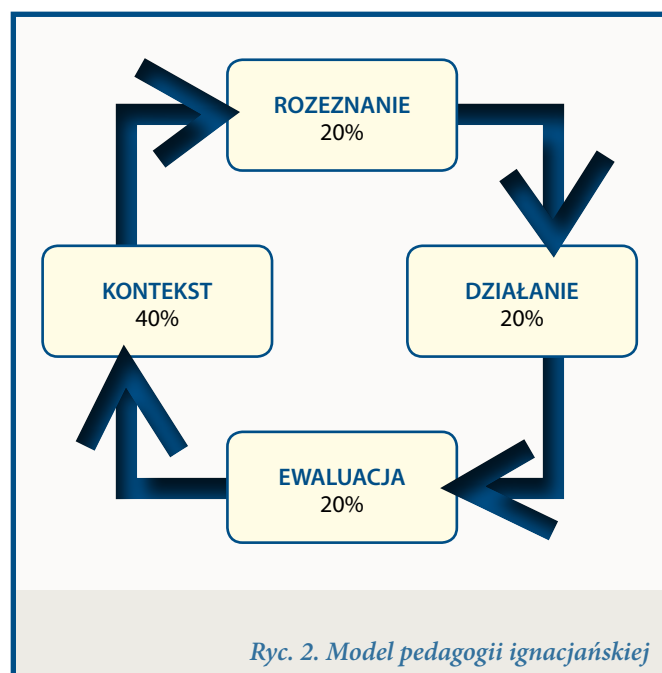 ROZEZNANIE
20%
KONTEKST
40%
DZIAŁANIE
20%
EWALUACJA
20%
Ryc. 2. Model pedagogii ignacjańskiej